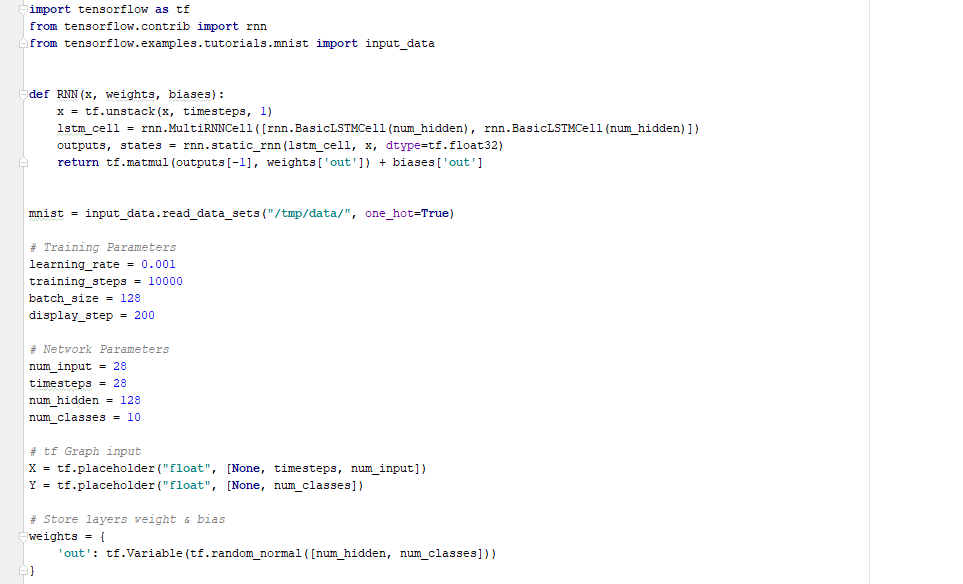 import tensorflow as tf
from tensorflow.contrib import rnn
from tensorflow.examples.tutorials.mnist import input_data
def RNN(x, weights, biases):
    x = tf.unstack(x, timesteps, 1)
    lstm_cell = rnn.MultiRNNCell([rnn.BasicLSTMCell(num_hidden), rnn.BasicLSTMCell(num_hidden)])
    outputs, states = rnn.static_rnn(lstm_cell, x, dtype=tf.float32)
    return tf.matmul(outputs[-1], weights['out']) + biases['out']
mnist = input_data.read_data_sets("/tmp/data/", one_hot=True)
# Training Parameters
learning_rate = 0.001
training_steps = 10000
batch_size = 128
display_step = 200
# Network Parameters
num_input = 28
timesteps = 28
num_hidden = 128
num_classes = 10
# tf Graph input
X = tf.placeholder("float", [None, timesteps, num_input])
Y = tf.placeholder("float", [None, num_classes])
# Store layers weight & bias
weights = {
    'out': tf.Variable(tf.random_normal([num_hidden, num_classes]))
}